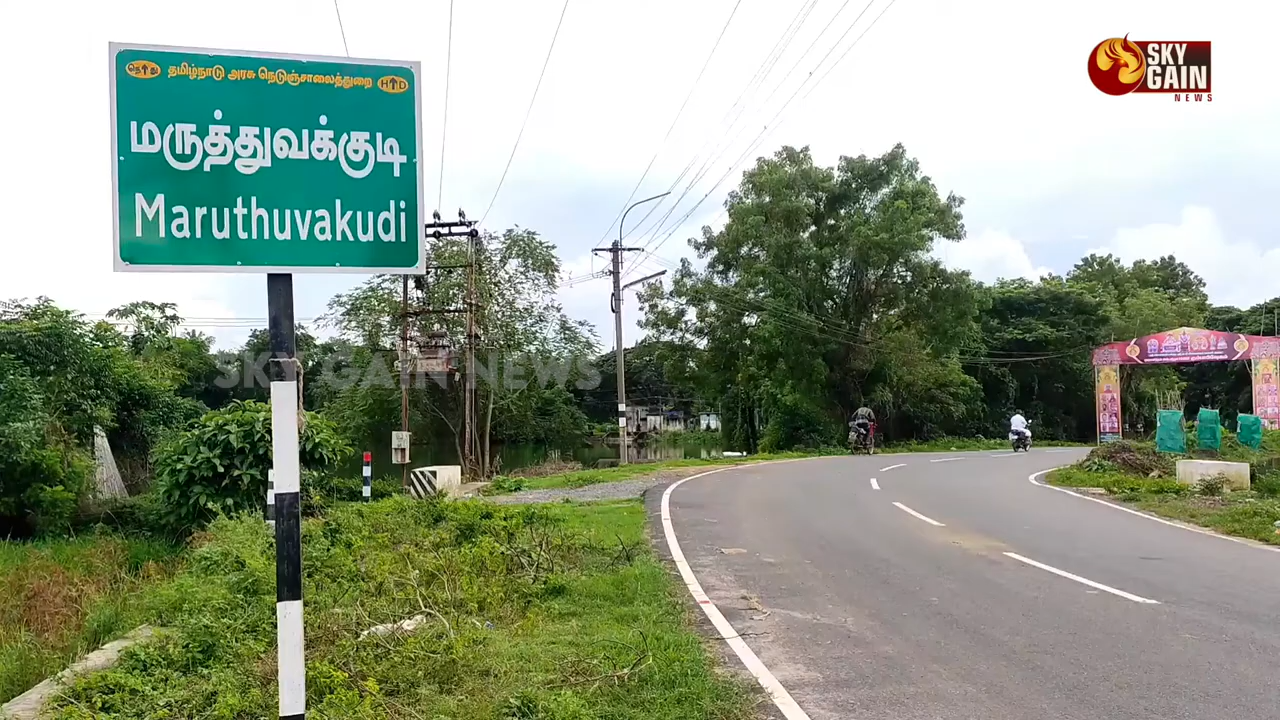 நெ து தமிழ்நாடு அரசு நெடுஞ்சாலைத்துறை H D
மருத்துவக்குடி
Maruthuvakudi
SKY
GAIN
NEWS
SKY GAIN NEWS